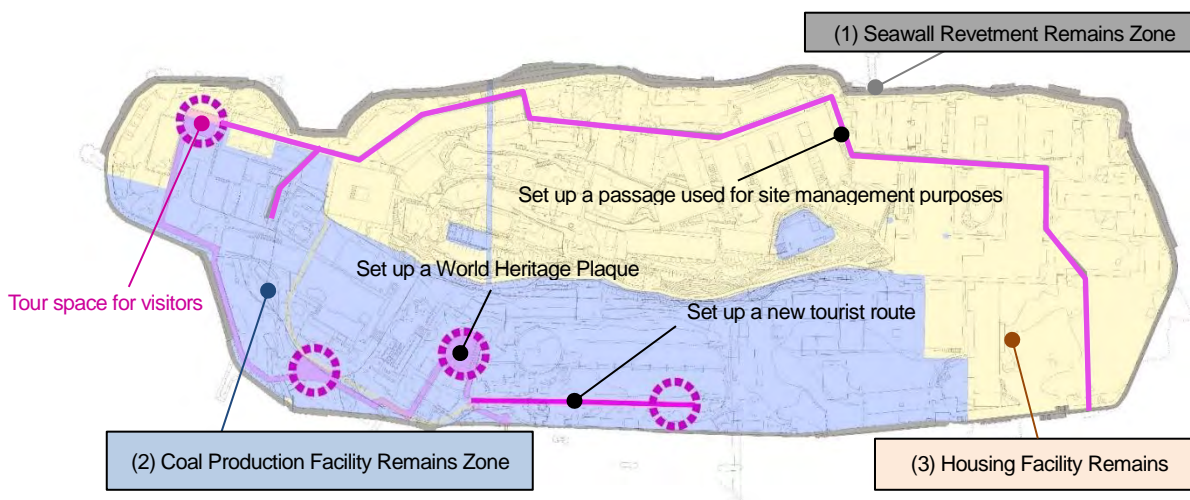 (1) Seawall Revetment Remains Zone
Set up a passage used for site management purposes
Set up a World Heritage Plaque
Tour space for visitors
Set up a new tourist route
(2) Coal Production Facility Remains Zone
(3) Housing Facility Remains